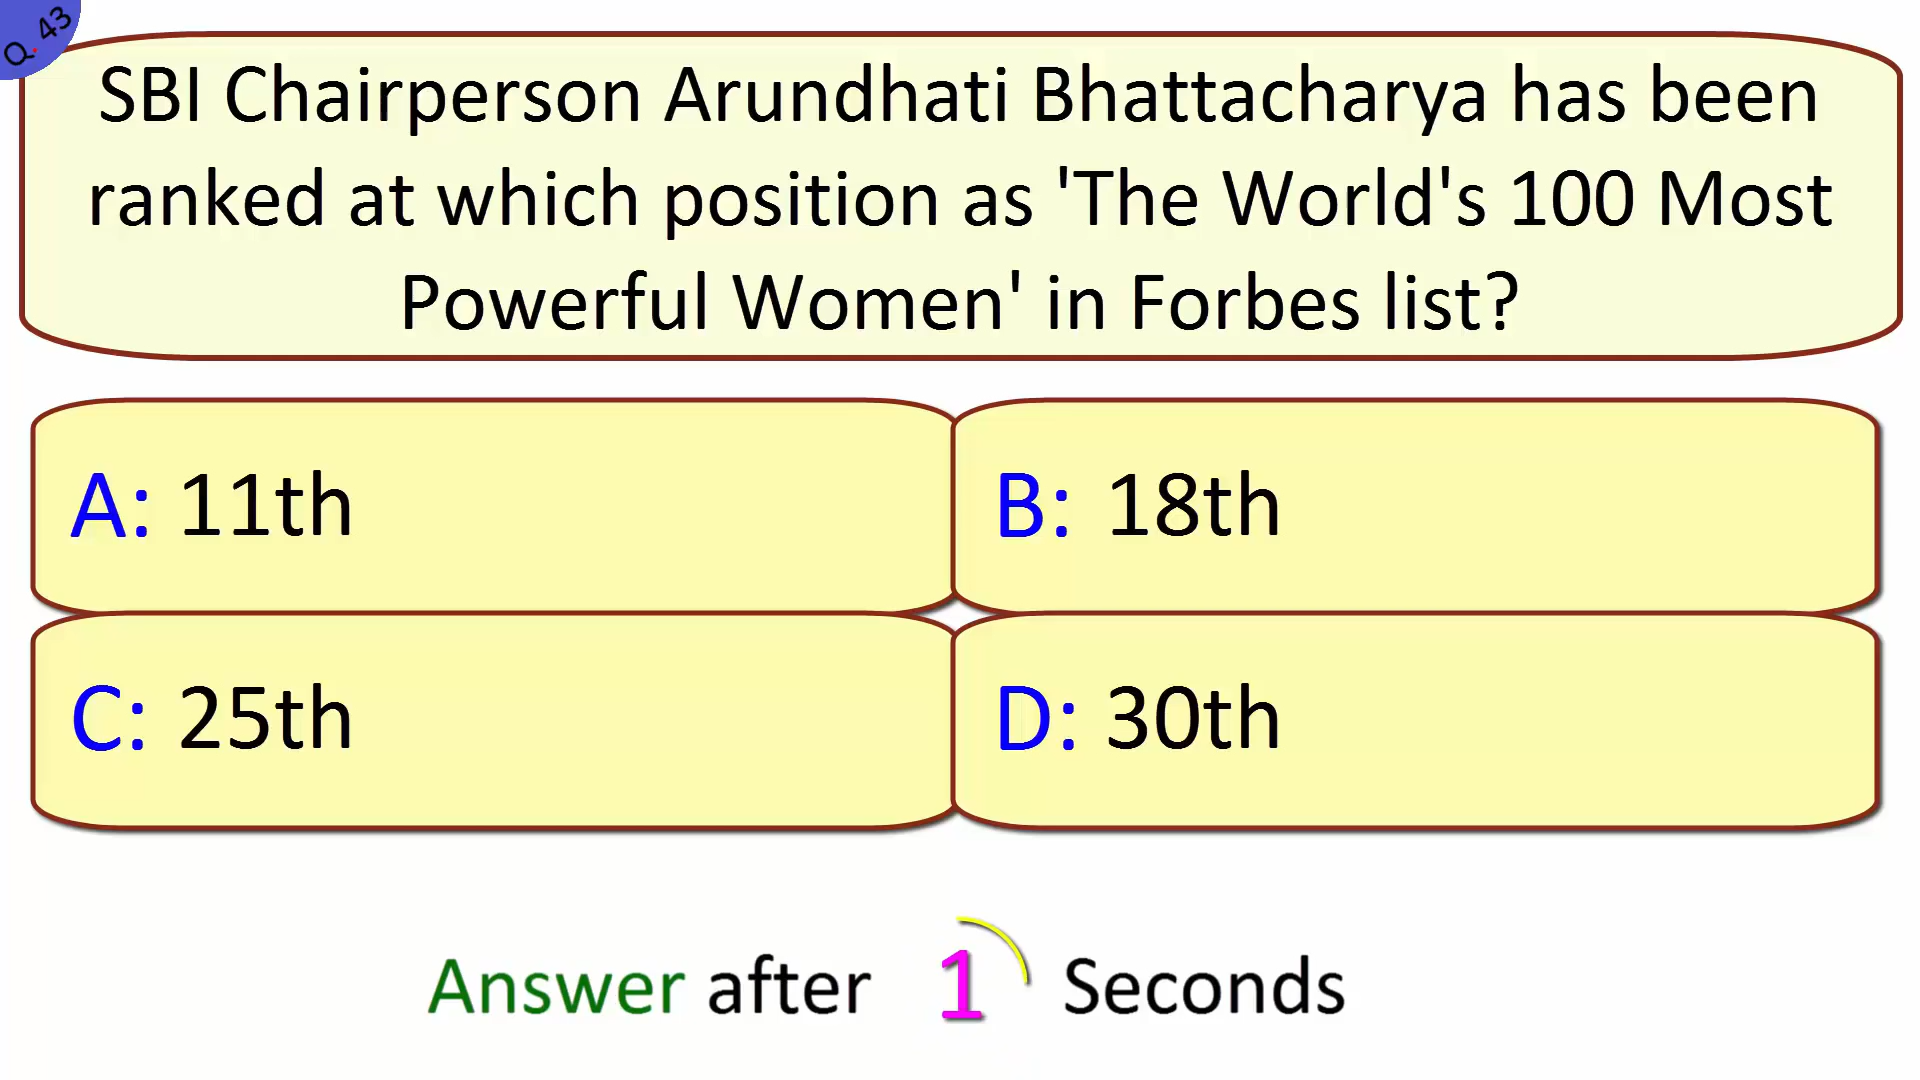 Q. 43
SBI Chairperson Arundhati Bhattacharya has been
ranked at which position as 'The World's 100 Most
Powerful Women' in Forbes list?
A: 11th
B: 18th
C: 25th
D: 30th
Answer after 1 Seconds